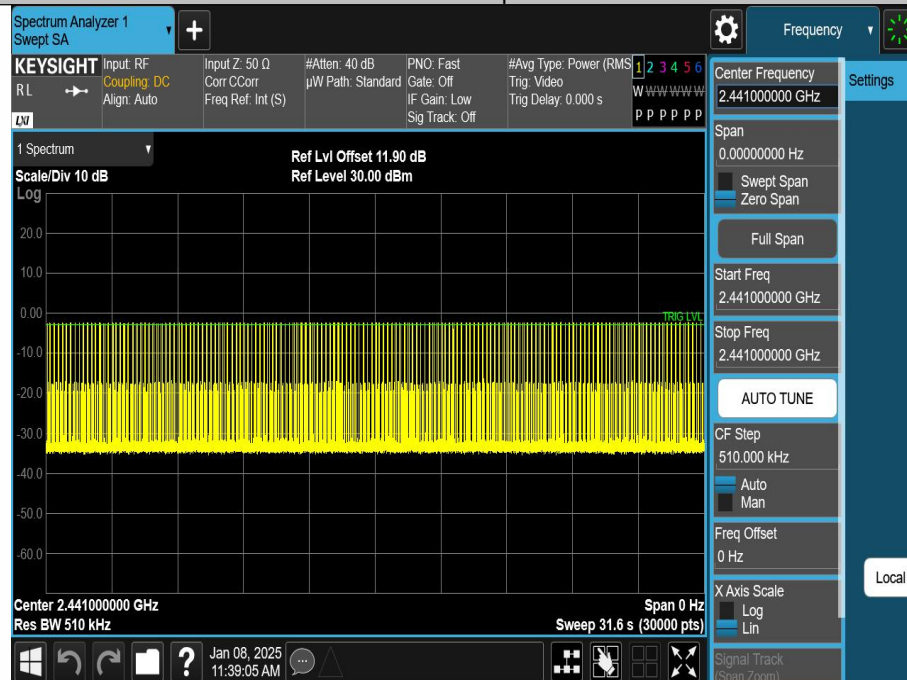 Spectrum Analyzer 1
Swept SA
+
Frequency
KEYSIGHT
RL
LXI
Input: RF
Coupling: DC
Align: Auto
Input Z: 50 Ω
Corr CCorr
Freq Ref: Int (S)
#Atten: 40 dB
µW Path: Standard
PNO: Fast
Gate: Off
IF Gain: Low
Sig Track: Off
#Avg Type: Power (RMS
Trig: Video
Trig Delay: 0.000 s
1 2 3 4 5 6
W W W W W W
P P P P P P
Center Frequency
2.441000000 GHz
Settings
Span
0.00000000 Hz
Swept Span
Zero Span
Full Span
Start Freq
2.441000000 GHz
Stop Freq
2.441000000 GHz
AUTO TUNE
CF Step
510.000 kHz
Auto
Man
Freq Offset
0 Hz
X Axis Scale
Log
Lin
Signal Track
(Span Zoom)
Local
1 Spectrum
Scale/Div 10 dB
Ref Lvl Offset 11.90 dB
Ref Level 30.00 dBm
Log
20.0
10.0
0.00
TRIG LVL
-10.0
-20.0
-30.0
-40.0
-50.0
-60.0
Center 2.441000000 GHz
Span 0 Hz
Res BW 510 kHz
Sweep 31.6 s (30000 pts)
?
Jan 08, 2025
11:39:05 AM